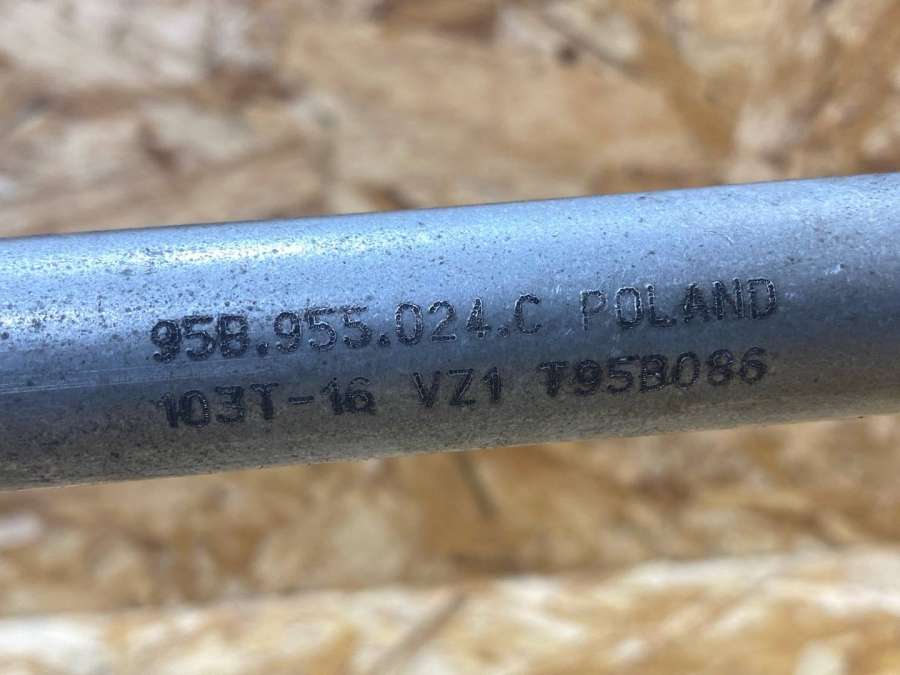 95B.955.024.C POLAND
103T-16 VZ1 T95B086